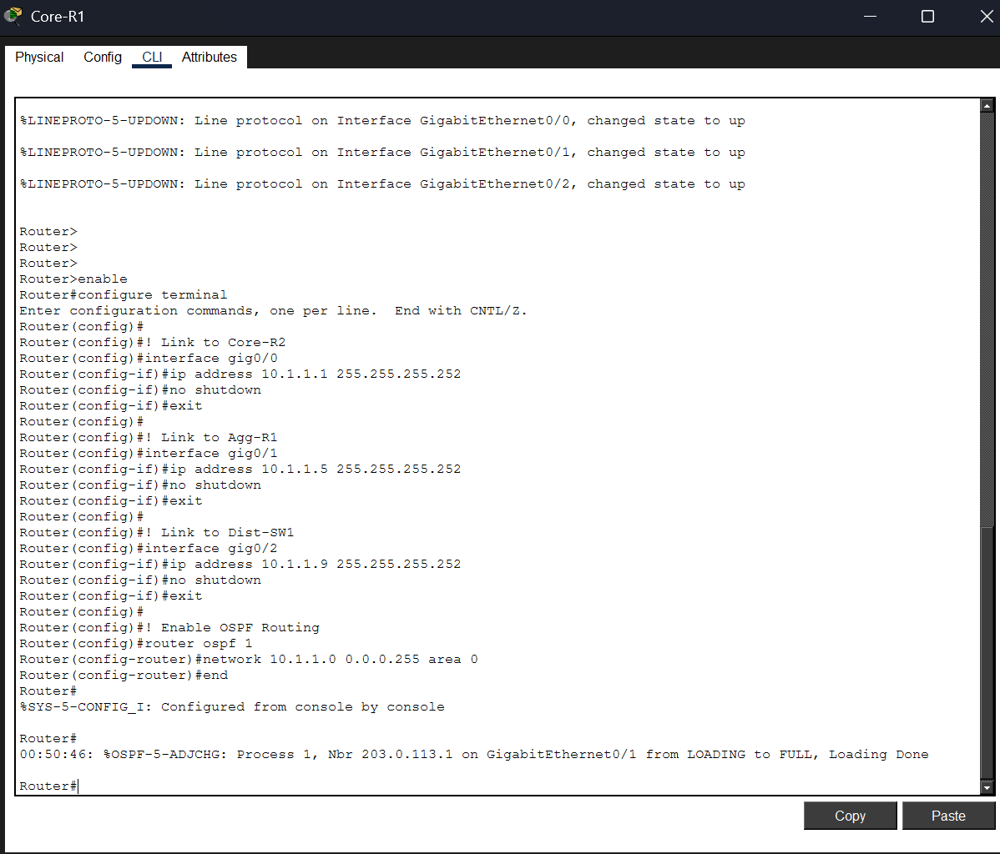 Core-R1
Physical Config CLI Attributes
%LINEPROTO-5-UPDOWN: Line protocol on Interface GigabitEthernet0/0, changed state to up
%LINEPROTO-5-UPDOWN: Line protocol on Interface GigabitEthernet0/1, changed state to up
%LINEPROTO-5-UPDOWN: Line protocol on Interface GigabitEthernet0/2, changed state to up
Router>
Router>
Router>
Router>enable
Router#configure terminal
Enter configuration commands, one per line.  End with CNTL/Z.
Router(config)#
Router(config)#! Link to Core-R2
Router(config)#interface gig0/0
Router(config-if)#ip address 10.1.1.1 255.255.255.252
Router(config-if)#no shutdown
Router(config-if)#exit
Router(config)#
Router(config)#! Link to Agg-R1
Router(config)#interface gig0/1
Router(config-if)#ip address 10.1.1.5 255.255.255.252
Router(config-if)#no shutdown
Router(config-if)#exit
Router(config)#
Router(config)#! Link to Dist-SW1
Router(config)#interface gig0/2
Router(config-if)#ip address 10.1.1.9 255.255.255.252
Router(config-if)#no shutdown
Router(config-if)#exit
Router(config)#
Router(config)#! Enable OSPF Routing
Router(config)#router ospf 1
Router(config-router)#network 10.1.1.0 0.0.0.255 area 0
Router(config-router)#end
Router#
%SYS-5-CONFIG_I: Configured from console by console
Router#
00:50:46: %OSPF-5-ADJCHG: Process 1, Nbr 203.0.113.1 on GigabitEthernet0/1 from LOADING to FULL, Loading Done
Router#
Copy Paste